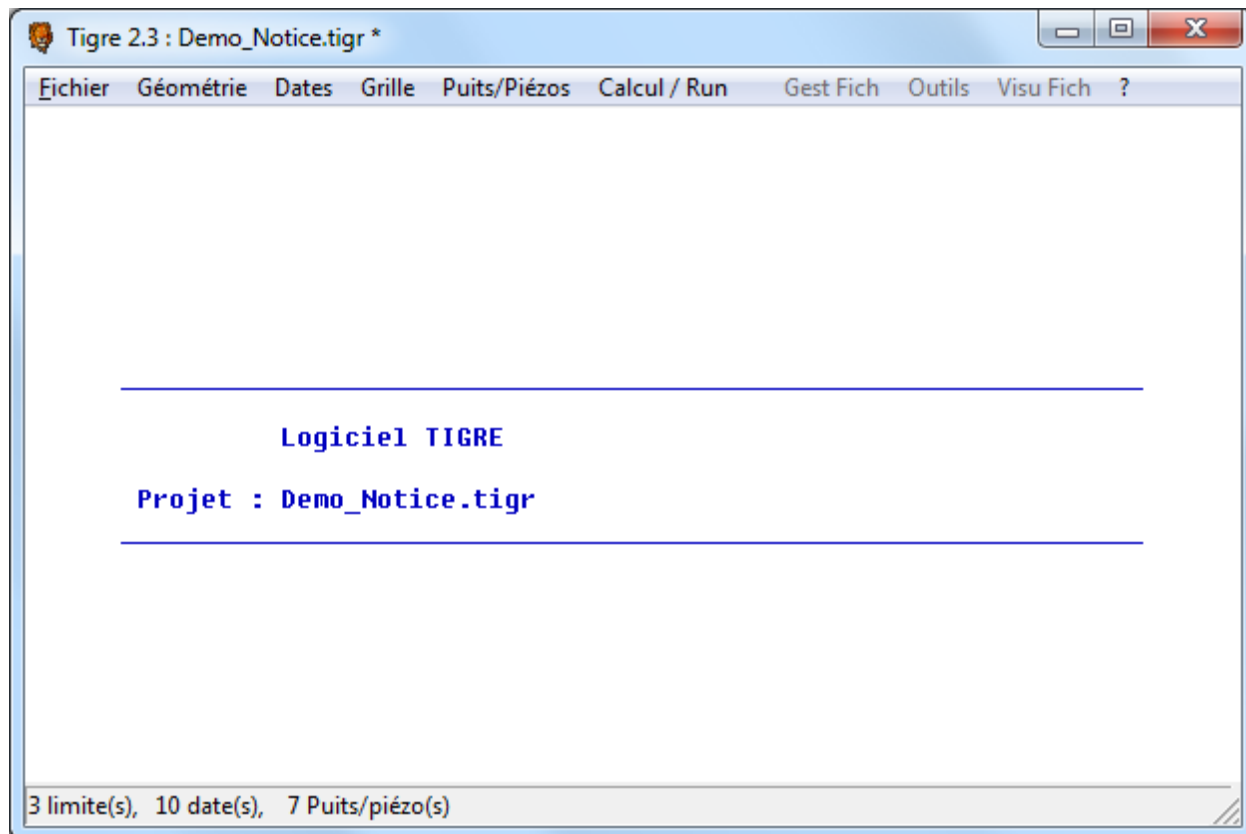 Tigre 2.3 : Demo_Notice.tigr *
Fichier Géométrie Dates Grille Puits/Piézos Calcul / Run Gest Fich Outils Visu Fich ?
Logiciel TIGRE
Projet : Demo_Notice.tigr
3 limite(s), 10 date(s), 7 Puits/piézo(s)